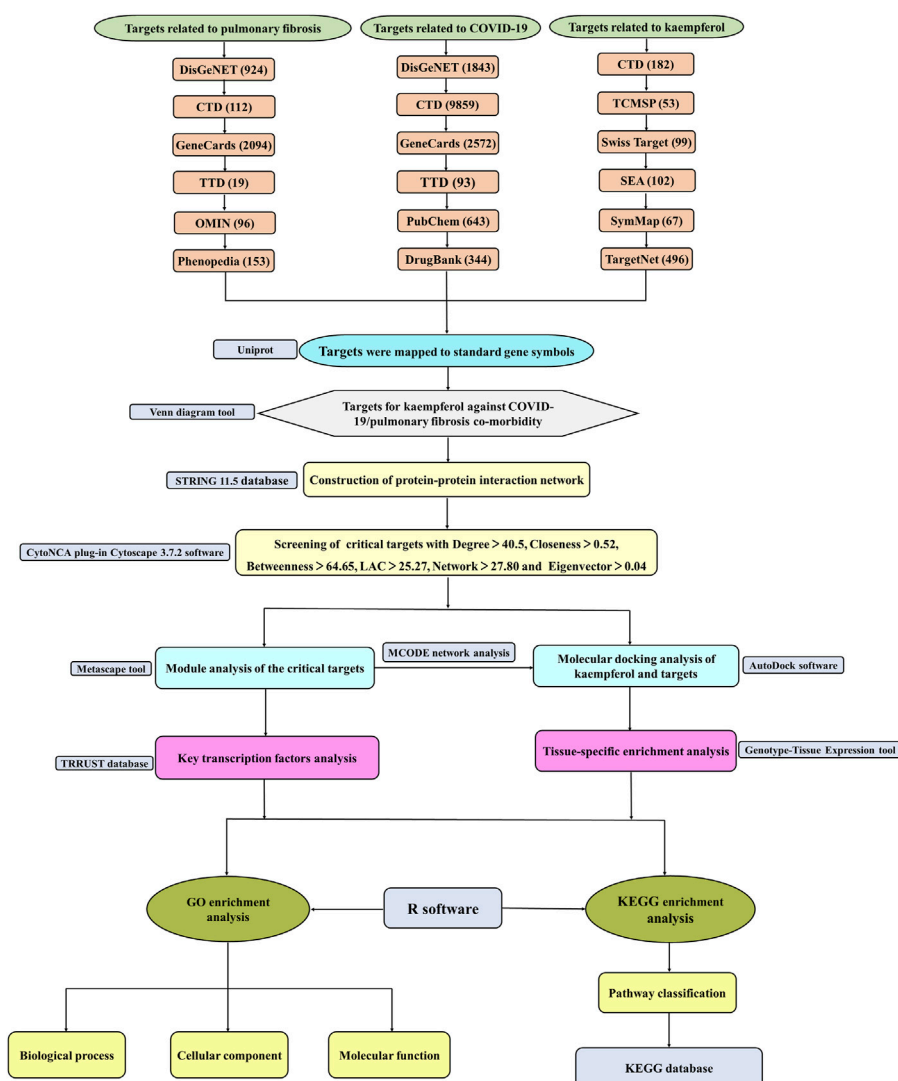 Targets related to pulmonary fibrosis
Targets related to COVID-19
Targets related to kaempferol
DisGeNET (924)
CTD (112)
GeneCards (2094)
TTD (19)
OMIN (96)
Phenopedia (153)
DisGeNET (1843)
CTD (9859)
GeneCards (2572)
TTD (93)
PubChem (643)
DrugBank (344)
CTD (182)
TCMSP (53)
Swiss Target (99)
SEA (102)
SymMap (67)
TargetNet (496)
Uniprot
Targets were mapped to standard gene symbols
Venn diagram tool
Targets for kaempferol against COVID-
19/pulmonary fibrosis co-morbidity
STRING 11.5 database
Construction of protein-protein interaction network
CytoNCA plug-in Cytoscape 3.7.2 software
Screening of critical targets with Degree > 40.5, Closeness > 0.52,
Betweenness > 64.65, LAC > 25.27, Network > 27.80 and Eigenvector > 0.04
Metascape tool
Module analysis of the critical targets
MCODE network analysis
Molecular docking analysis of
kaempferol and targets
AutoDock software
TRRUST database
Key transcription factors analysis
Tissue-specific enrichment analysis
Genotype-Tissue Expression tool
GO enrichment
analysis
R software
KEGG enrichment
analysis
Pathway classification
Biological process
Cellular component
Molecular function
KEGG database